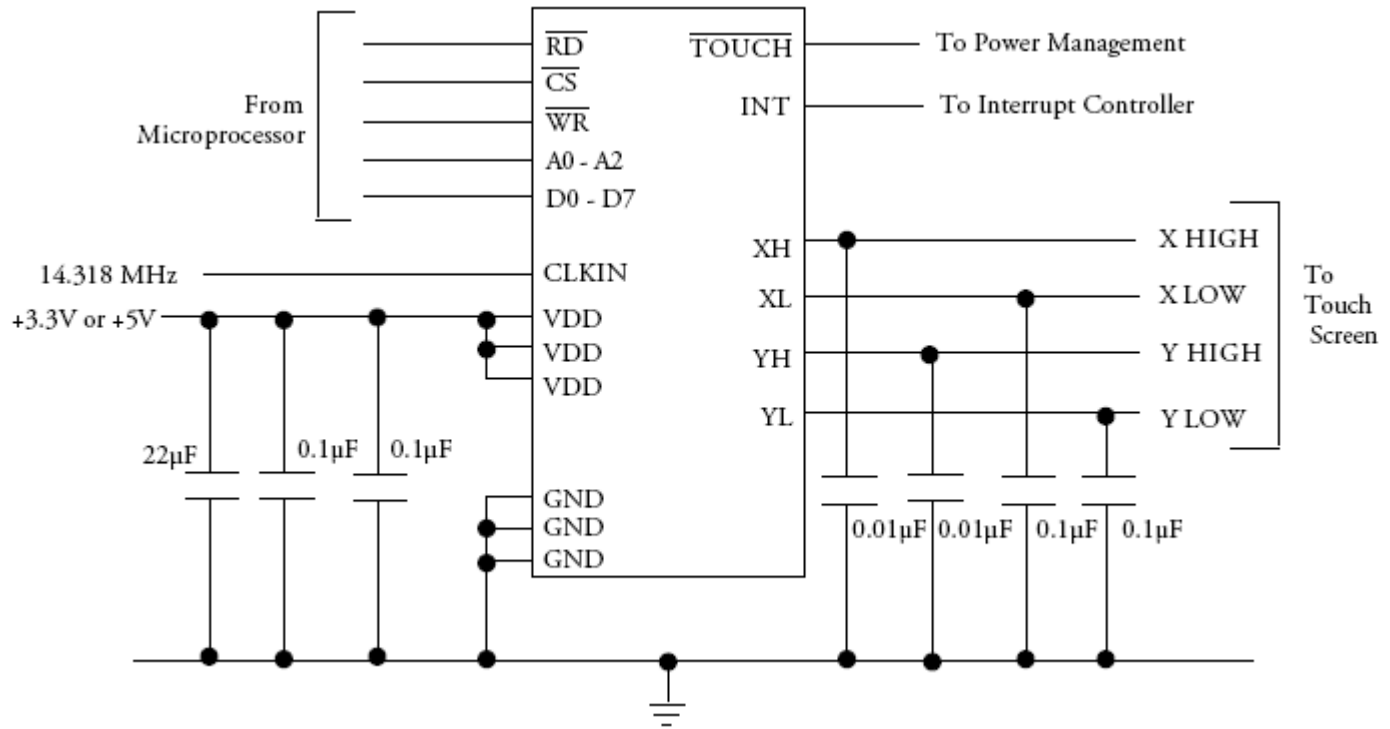 From
Microprocessor
RD
CS
WR
A0 - A2
D0 - D7
14.318 MHz
CLKIN
+3.3V or +5V
VDD
VDD
VDD
22µF
0.1µF
0.1µF
GND
GND
GND
TOUCH
To Power Management
INT
To Interrupt Controller
XH
X HIGH
XL
X LOW
YH
Y HIGH
YL
Y LOW
To
Touch
Screen
0.01µF
0.01µF
0.1µF
0.1µF